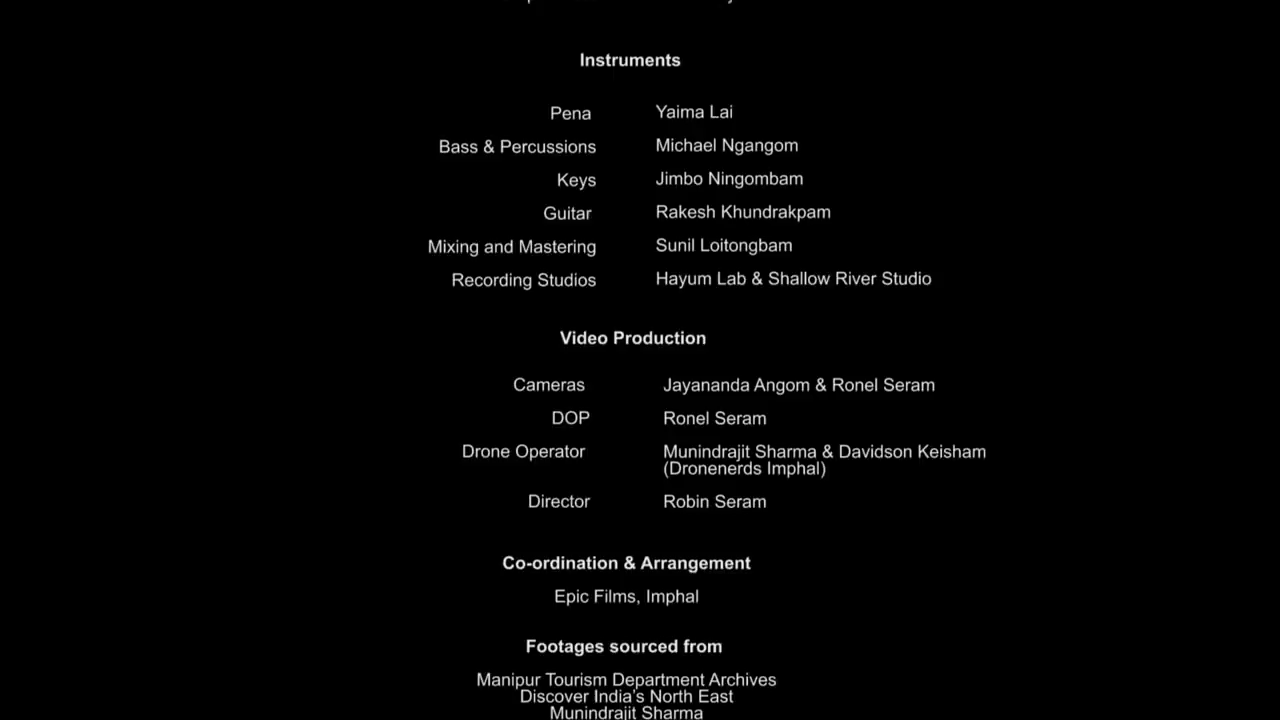 Instruments
Pena Yaima Lai
Bass & Percussions Michael Ngangom
Keys Jimbo Ningombam
Guitar Rakesh Khundrakpam
Mixing and Mastering Sunil Loitongbam
Recording Studios Hayum Lab & Shallow River Studio
Video Production
Cameras Jayananda Angom & Ronel Seram
DOP Ronel Seram
Drone Operator Munindrajit Sharma & Davidson Keisham
(Dronenerds Imphal)
Director Robin Seram
Co-ordination & Arrangement
Epic Films, Imphal
Footages sourced from
Manipur Tourism Department Archives
Discover India's North East
Munindrajit Sharma